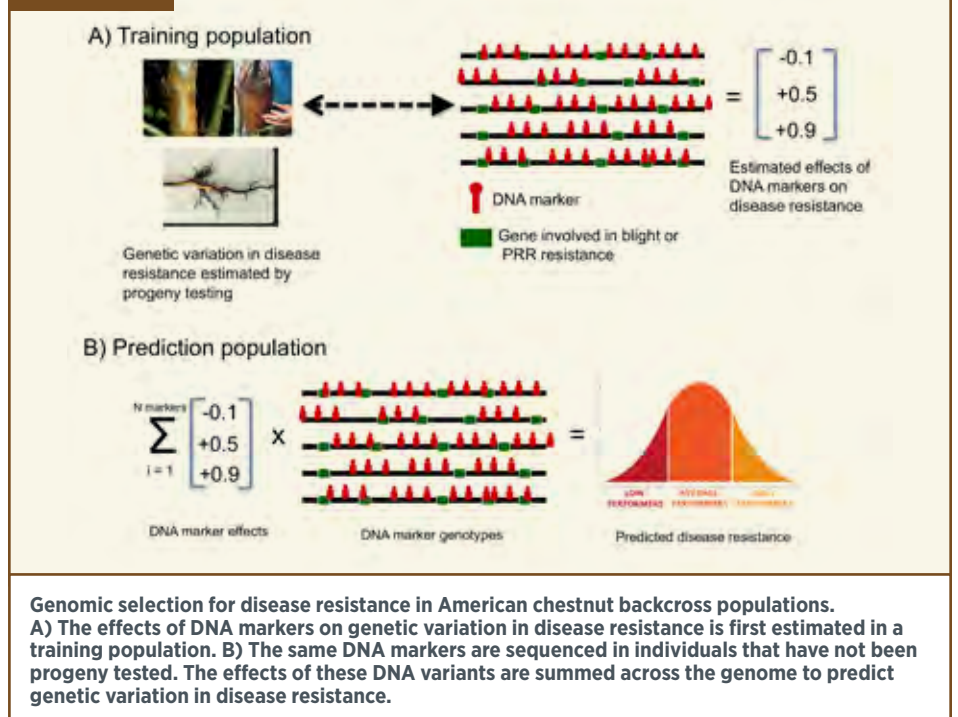 A) Training population
= -0.1
+0.5
+0.9
Estimated effects of
DNA markers on
disease resistance
DNA marker
Gene involved in blight or
PRR resistance
Genetic variation in disease
resistance estimated by
progeny testing
B) Prediction population
N markers
Σ
i = 1
-0.1
+0.5
+0.9
x
=
LOW
PERFORMERS
AVERAGE
PERFORMERS
PERFORMERS
DNA marker effects
DNA marker genotypes
Predicted disease resistance
Genomic selection for disease resistance in American chestnut backcross populations.
A) The effects of DNA markers on genetic variation in disease resistance is first estimated in a
training population. B) The same DNA markers are sequenced in individuals that have not been
progeny tested. The effects of these DNA variants are summed across the genome to predict
genetic variation in disease resistance.